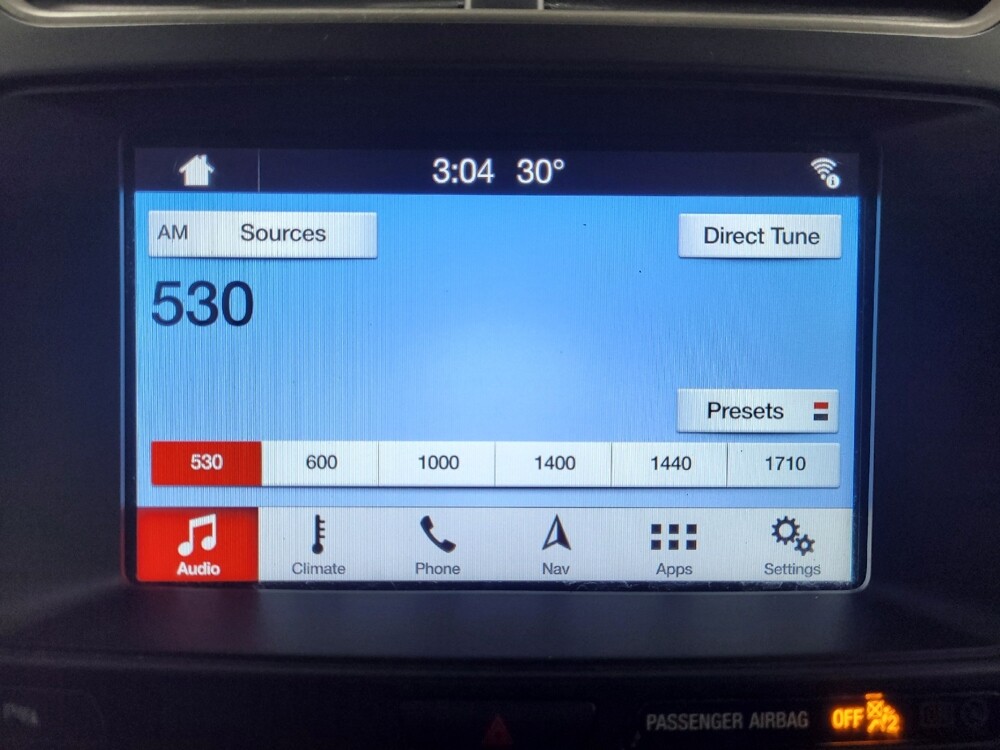 3:04 30°
AM Sources
Direct Tune
530
Presets
530 600 1000 1400 1440 1710
Audio Climate Phone Nav Apps Settings
PASSENGER AIRBAG OFF